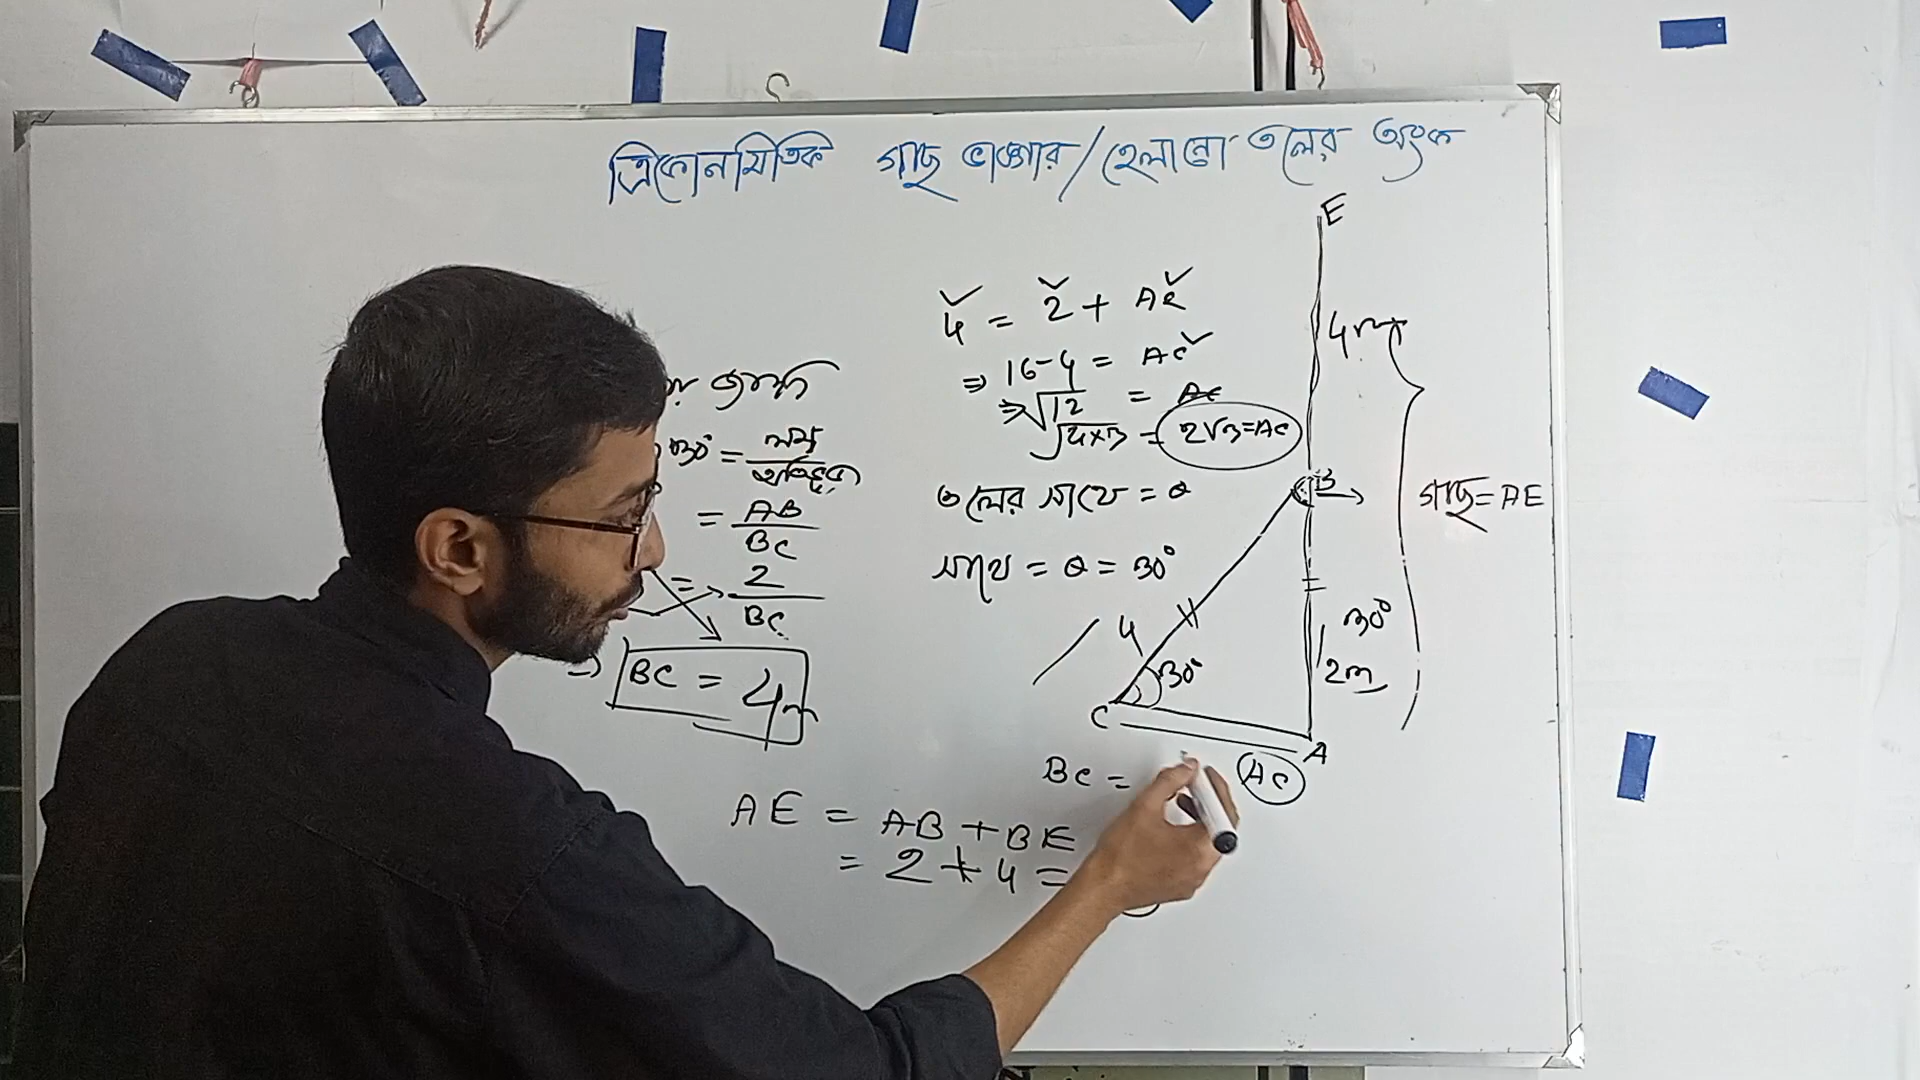 ত্রিকোনমিতিক গাছ ভাঙ্গার/হেলানো তলের অংক
4² = 2² + AC²
⇒ 16-4 = AC²
⇒ √12 = AC
√4×3 = 2√3=AC
তলের সাথে = θ
সাথে = θ = 30°
30° = লম্ব/অতিভুজ
= AB/BC
= 2/BC
BC = 4m
AE = AB + BE
= 2 + 4 =
E
4m
B
গাছ = AE
30°
2m
4
30°
C
A
BC =
AC